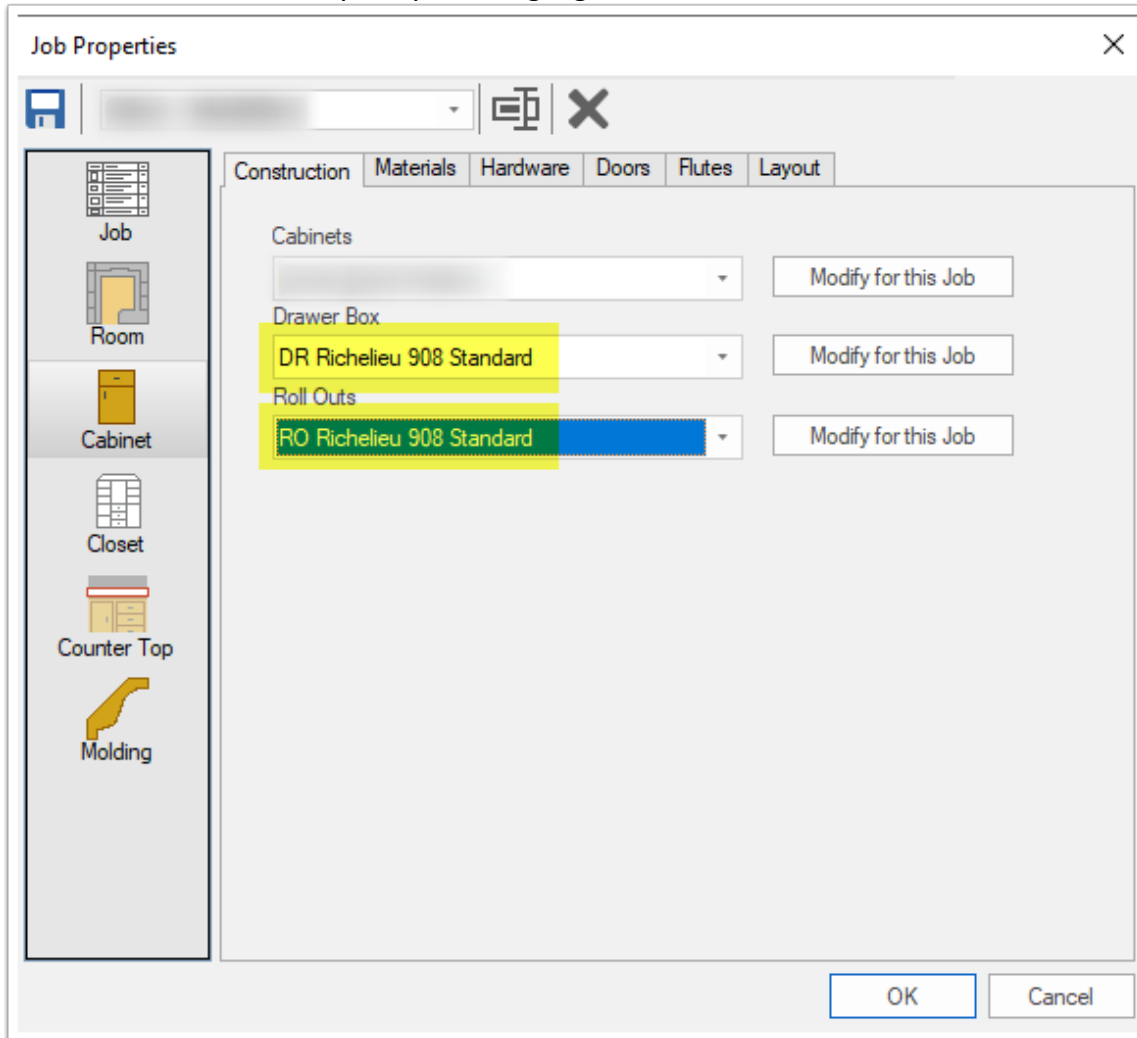 Job Properties
Job
Room
Cabinet
Closet
Counter Top
Molding
Construction Materials Hardware Doors Flutes Layout
Cabinets
Modify for this Job
Drawer Box
DR Richelieu 908 Standard Modify for this Job
Roll Outs
RO Richelieu 908 Standard Modify for this Job
OK Cancel